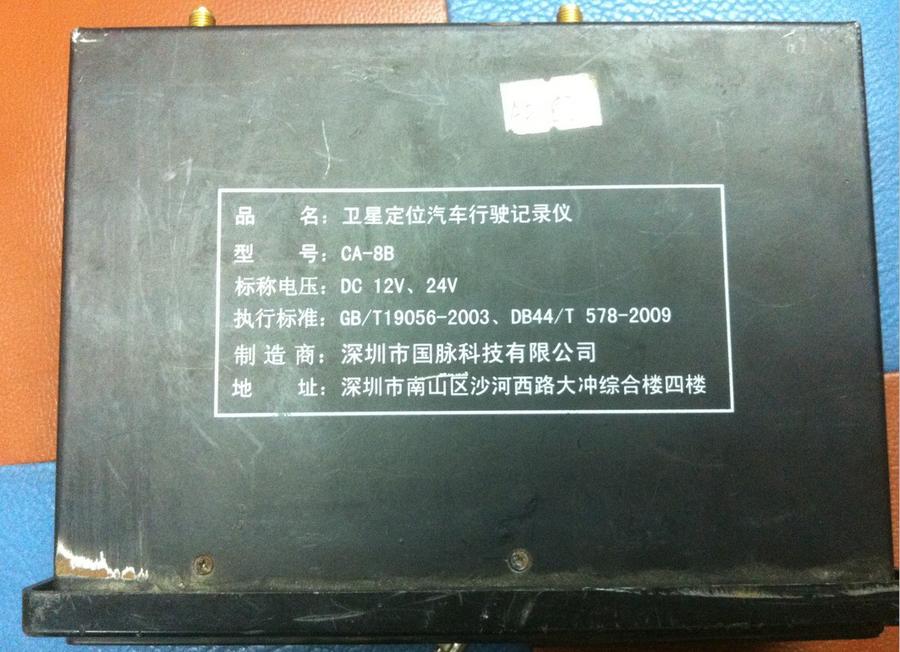 品 名：卫星定位汽车行驶记录仪
型 号：CA-8B
标称电压：DC 12V、24V
执行标准：GB/T19056-2003、DB44/T 578-2009
制 造 商：深圳市国脉科技有限公司
地 址：深圳市南山区沙河西路大冲综合楼四楼